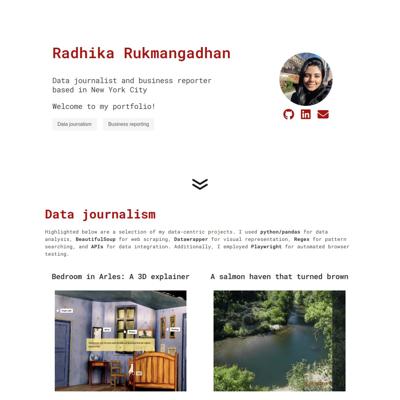 Radhika Rukmangadhan
Data journalist and business reporter
based in New York City
Welcome to my portfolio!
Data journalism
Business reporting
Data journalism
Highlighted below are a selection of my data-centric projects. I used python/pandas for data
analysis, BeautifulSoup for web scraping, Datawrapper for visual representation, Regex for pattern
searching, and APIs for data integration. Additionally, I employed Playwright for automated browser
testing.
Bedroom in Arles: A 3D explainer
A salmon haven that turned brown